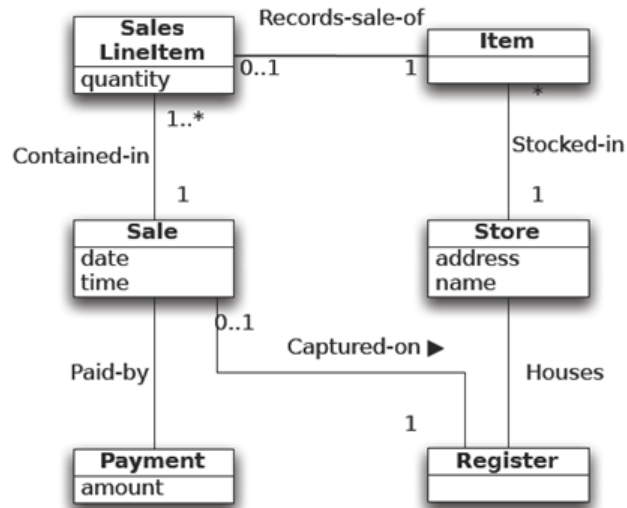 Records-sale-of
Sales
LineItem
quantity
0..1
1
Item
1..*
*
Contained-in
Stocked-in
1
1
Sale
date
time
Store
address
name
0..1
Captured-on ▶
Paid-by
Houses
1
Payment
amount
Register